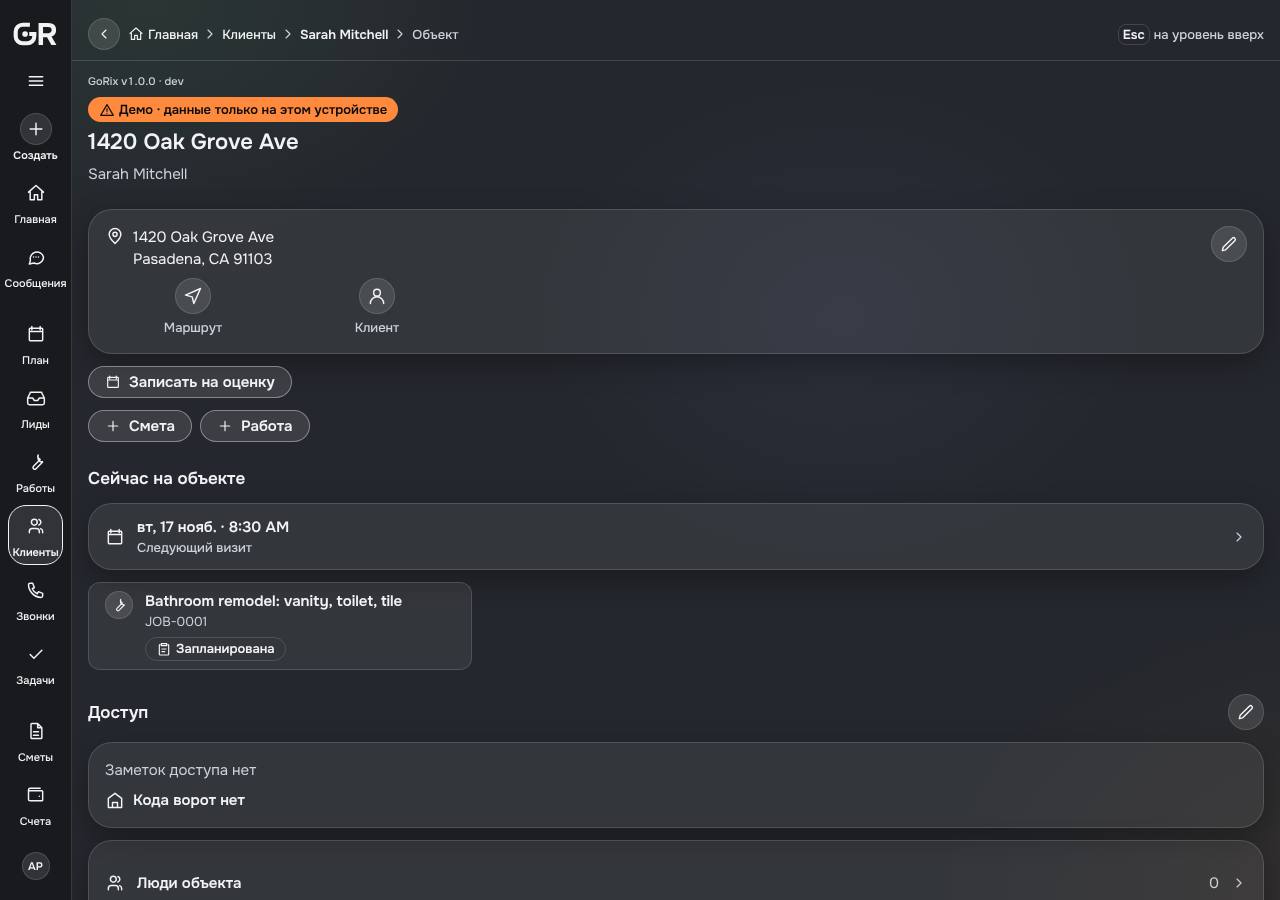 GR
Создать
Главная
Сообщения
План
Лиды
Работы
Клиенты
Звонки
Задачи
Сметы
Счета
AP
Главная
Клиенты
Sarah Mitchell
Объект
Esc на уровень вверх
GoRix v1.0.0 · dev
Демо · данные только на этом устройстве
1420 Oak Grove Ave
Sarah Mitchell
1420 Oak Grove Ave
Pasadena, CA 91103
Маршрут
Клиент
Записать на оценку
Смета
Работа
Сейчас на объекте
вт, 17 нояб. · 8:30 AM
Следующий визит
Bathroom remodel: vanity, toilet, tile
JOB-0001
Запланирована
Доступ
Заметок доступа нет
Кода ворот нет
Люди объекта
0